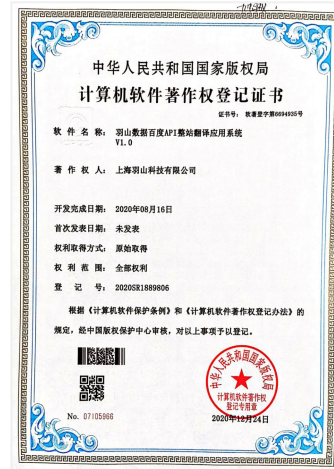 中华人民共和国国家版权局
计算机软件著作权登记证书
证书号： 软著登字第6694935号
软件名称： 羽山数据百度API整站翻译应用系统
V1.0
著作权人： 上海羽山科技有限公司
开发完成日期： 2020年08月16日
首次发表日期： 未发表
权利取得方式： 原始取得
权利范围： 全部权利
登记号： 2020SR1889806
根据《计算机软件保护条例》和《计算机软件著作权登记办法》的
规定，经中国版权保护中心审核，对以上事项予以登记。
中华人民共和国国家版权局
计算机软件著作权
登记专用章
No. 07105966
2020年12月24日